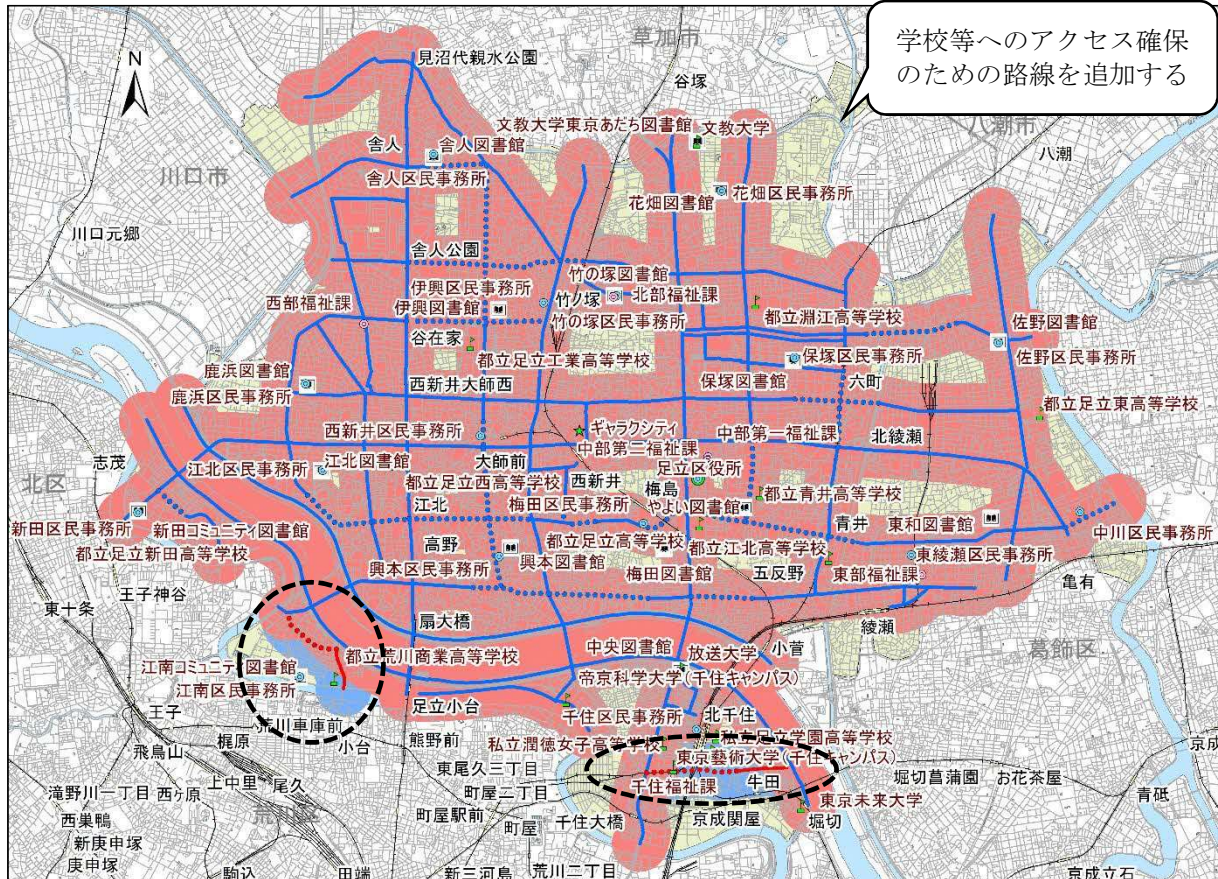 学校等へのアクセス確保
のための路線を追加する
N
草加市
見沼代親水公園
谷塚
文教大学東京あだち図書館
文教大学
八潮市
八潮
舎人
舎人図書館
川口市
舎人区民事務所
花畑図書館
花畑区民事務所
川口元郷
舎人公園
竹の塚図書館
伊興区民事務所
西部福祉課
伊興図書館
竹ノ塚
北部福祉課
竹の塚区民事務所
都立淵江高等学校
佐野図書館
谷在家
都立足立工業高等学校
保塚区民事務所
佐野区民事務所
鹿浜図書館
鹿浜区民事務所
西新井大師西
保塚図書館
六町
都立足立東高等学校
ギャラクシティ
西新井区民事務所
中部第一福祉課
北綾瀬
中部第二福祉課
志茂
江北区民事務所
江北図書館
大師前
足立区役所
北区
都立足立西高等学校
西新井
梅島
都立青井高等学校
新田区民事務所
新田コミュニティ図書館
江北
梅田区民事務所
やよい図書館
青井
東和図書館
中川区民事務所
都立足立新田高等学校
高野
都立足立高等学校
都立江北高等学校
興本区民事務所
興本図書館
梅田図書館
五反野
東部福祉課
東綾瀬区民事務所
王子神谷
亀有
東十条
扇大橋
綾瀬
中央図書館
放送大学
小菅
葛飾区
都立荒川商業高等学校
江南コミュニティ図書館
江南区民事務所
帝京科学大学(千住キャンパス)
足立小台
千住区民事務所
北千住
王子
荒川車庫前
飛鳥山
梶原
小台
熊野前
私立潤徳女子高等学校
私立足立学園高等学校
東京藝術大学(千住キャンパス)
上中里
尾久
東尾久三丁目
千住福祉課
牛田
堀切菖蒲園
お花茶屋
京成
滝野川一丁目
西ヶ原
町屋二丁目
東京未来大学
青砥
西巣鴨
荒川区
町屋駅前
町屋
千住大橋
京成関屋
堀切
新庚申塚
庚申塚
駒込
田端
新三河島
荒川二丁目
京成立石